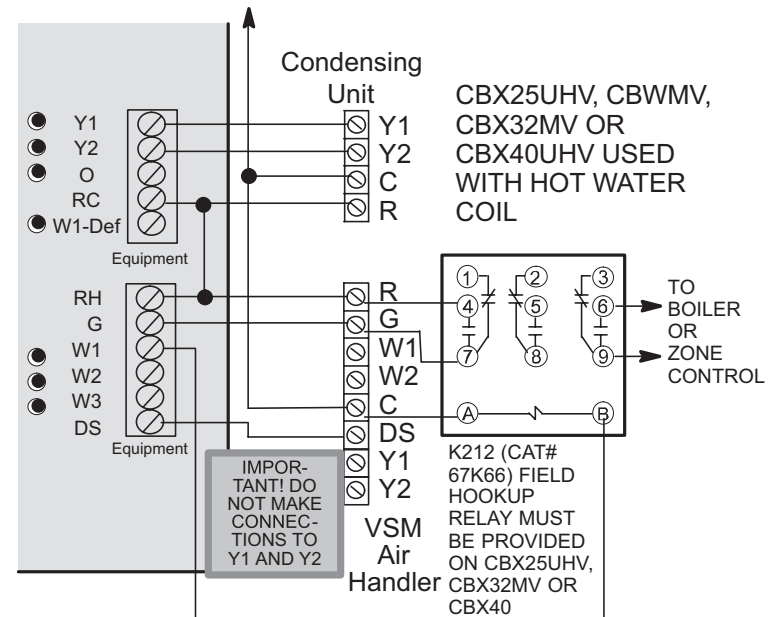 Condensing
Unit
CBX25UHV, CBWMV,
CBX32MV OR
CBX40UHV USED
WITH HOT WATER
COIL
Y1
Y2
O
RC
W1-Def
Equipment
Y1
Y2
C
R
RH
G
W1
W2
W3
DS
Equipment
R
G
W1
W2
C
DS
Y1
Y2
VSM
Air
Handler
1
2
3
4
5
6
7
8
9
A
B
TO
BOILER
OR
ZONE
CONTROL
IMPOR-
TANT! DO
NOT MAKE
CONNEC-
TIONS TO
Y1 AND Y2
K212 (CAT#
67K66) FIELD
HOOKUP
RELAY MUST
BE PROVIDED
ON CBX25UHV,
CBX32MV OR
CBX40